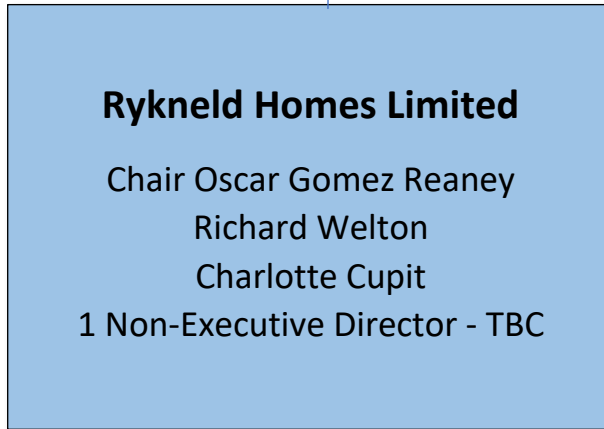 Rykneld Homes Limited
Chair Oscar Gomez Reaney
Richard Welton
Charlotte Cupit
1 Non-Executive Director - TBC